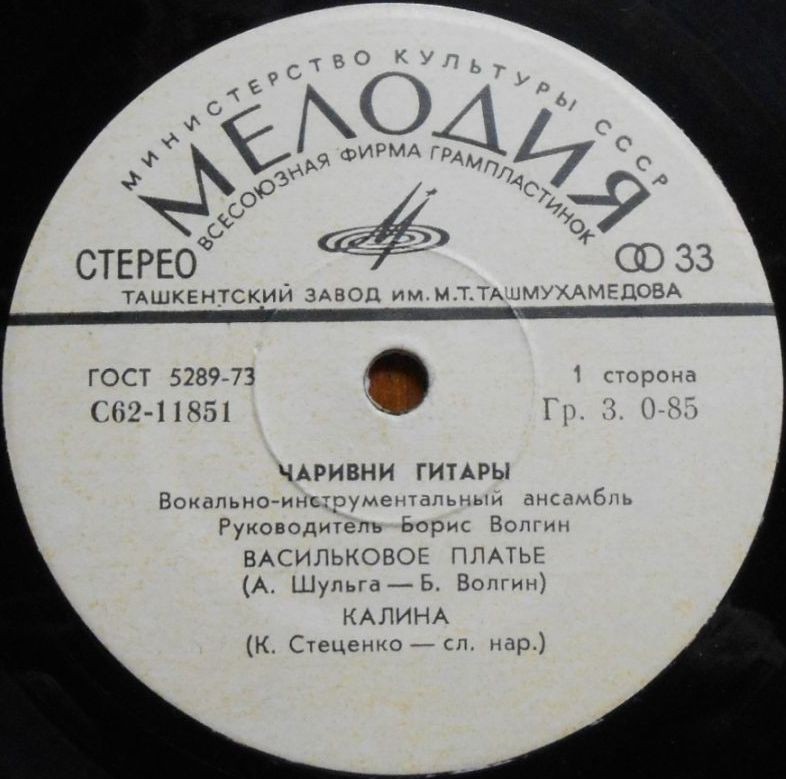 МИНИСТЕРСТВО КУЛЬТУРЫ СССР
МЕЛОДИЯ
ВСЕСОЮЗНАЯ ФИРМА ГРАМПЛАСТИНОК
СТЕРЕО
33
ТАШКЕНТСКИЙ ЗАВОД ИМ. М.Т.ТАШМУХАМЕДОВА
ГОСТ 5289-73
1 сторона
С62-11851
Гр. 3. 0-85
ЧАРИВНИ ГИТАРЫ
Вокально-инструментальный ансамбль
Руководитель Борис Волгин
ВАСИЛЬКОВОЕ ПЛАТЬЕ
(А. Шульга — Б. Волгин)
КАЛИНА
(К. Стеценко — сл. нар.)